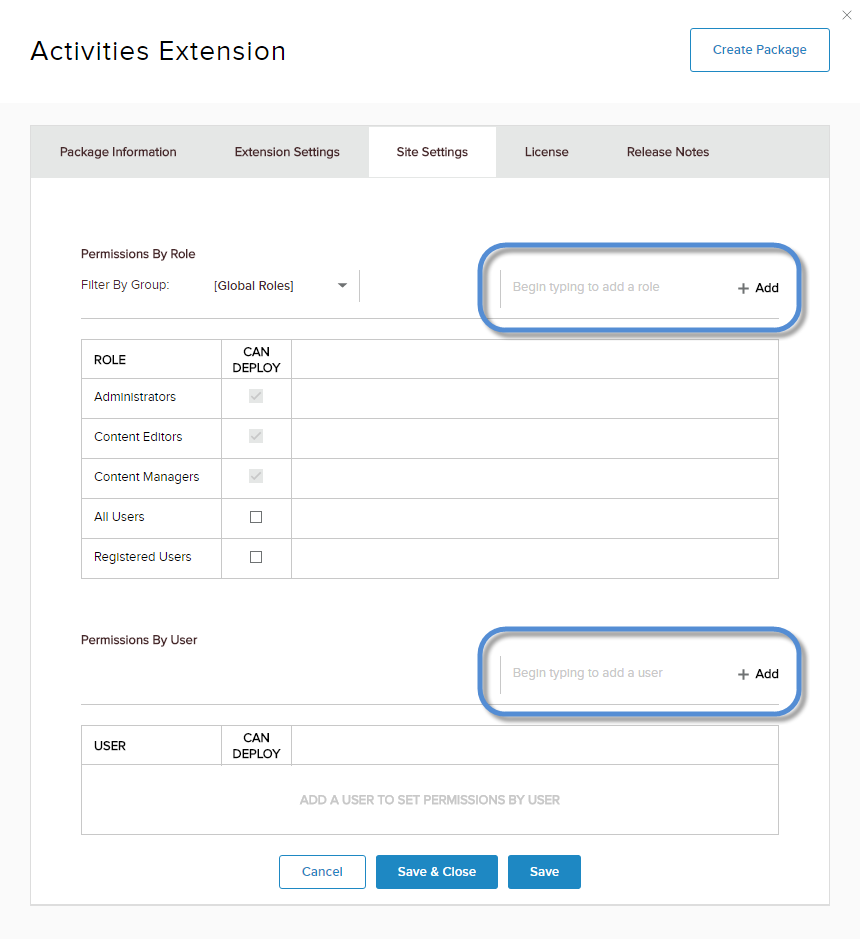 Activities Extension
Create Package
Package Information Extension Settings Site Settings License Release Notes
Permissions By Role
Filter By Group: [Global Roles] Begin typing to add a role + Add
ROLE CAN DEPLOY
Administrators
Content Editors
Content Managers
All Users
Registered Users
Permissions By User
Begin typing to add a user + Add
USER CAN DEPLOY
ADD A USER TO SET PERMISSIONS BY USER
Cancel Save & Close Save